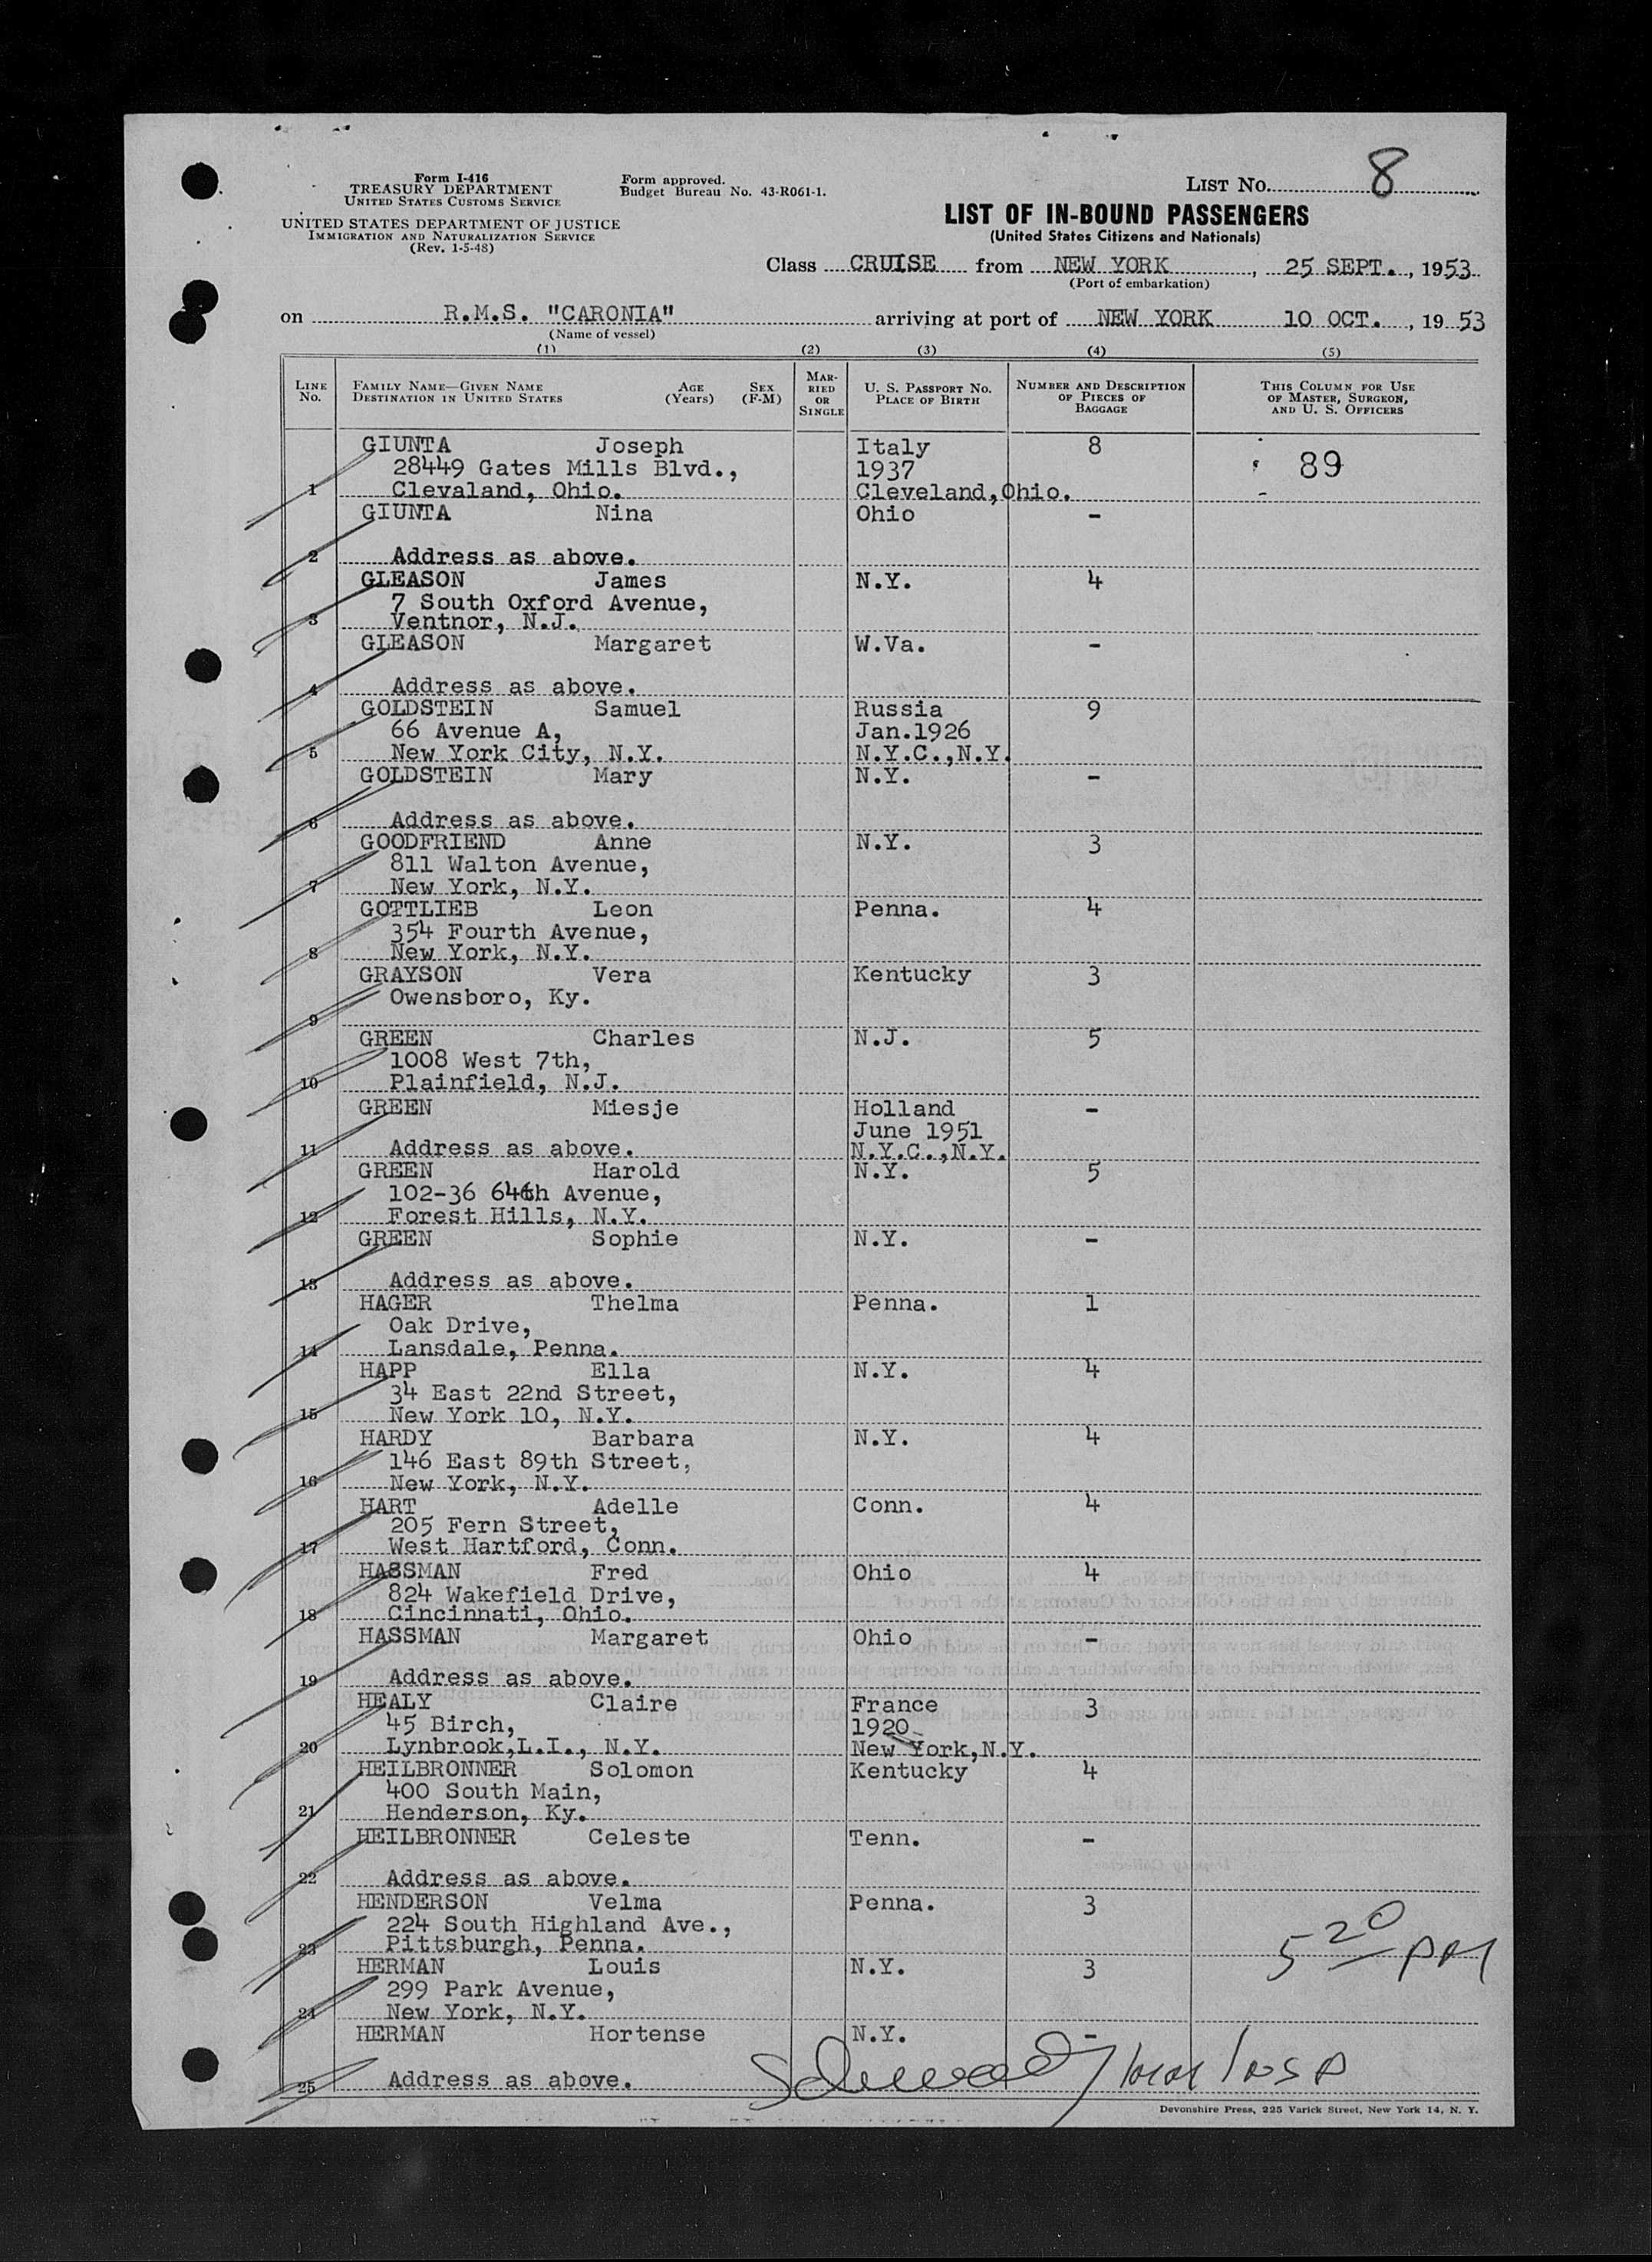 Form I-416
TREASURY DEPARTMENT
UNITED STATES CUSTOMS SERVICE
UNITED STATES DEPARTMENT OF JUSTICE
IMMIGRATION AND NATURALIZATION SERVICE
(Rev. 1-5-48)
Form approved.
Budget Bureau No. 43-R061-1.
LIST NO. 8
LIST OF IN-BOUND PASSENGERS
(United States Citizens and Nationals)
Class CRUISE from NEW YORK, 25 SEPT., 1953
(Port of embarkation)
on R.M.S. "CARONIA" arriving at port of NEW YORK 10 OCT., 1953
(Name of vessel)
(1) (2) (3) (4) (5)
LINE NO. FAMILY NAME—GIVEN NAME DESTINATION IN UNITED STATES AGE (Years) SEX (F-M) MARRIED OR SINGLE U. S. PASSPORT NO. PLACE OF BIRTH NUMBER AND DESCRIPTION OF PIECES OF BAGGAGE THIS COLUMN FOR USE OF MASTER, SURGEON, AND U. S. OFFICERS
GIUNTA Joseph Italy 8
28449 Gates Mills Blvd., 1937 89
1 Clevaland, Ohio. Cleveland,Ohio.
GIUNTA Nina Ohio -
2 Address as above.
GLEASON James N.Y. 4
7 South Oxford Avenue,
3 Ventnor, N.J.
GLEASON Margaret W.Va. -
4 Address as above.
GOLDSTEIN Samuel Russia 9
66 Avenue A, Jan.1926
5 New York City, N.Y. N.Y.C.,N.Y.
GOLDSTEIN Mary N.Y. -
6 Address as above.
GOODFRIEND Anne N.Y. 3
811 Walton Avenue,
7 New York, N.Y.
GOTTLIEB Leon Penna. 4
354 Fourth Avenue,
8 New York, N.Y.
GRAYSON Vera Kentucky 3
Owensboro, Ky.
9
GREEN Charles N.J. 5
1008 West 7th,
10 Plainfield, N.J.
GREEN Miesje Holland -
June 1951
11 Address as above. N.Y.C.,N.Y.
GREEN Harold N.Y. 5
102-36 64th Avenue,
12 Forest Hills, N.Y.
GREEN Sophie N.Y. -
13 Address as above.
HAGER Thelma Penna. 1
Oak Drive,
14 Lansdale, Penna.
HAPP Ella N.Y. 4
34 East 22nd Street,
15 New York 10, N.Y.
HARDY Barbara N.Y. 4
146 East 89th Street,
16 New York, N.Y.
HART Adelle Conn. 4
205 Fern Street,
17 West Hartford, Conn.
HASSMAN Fred Ohio 4
824 Wakefield Drive,
18 Cincinnati, Ohio.
HASSMAN Margaret Ohio -
19 Address as above.
HEALY Claire France 3
45 Birch, 1920
20 Lynbrook,L.I., N.Y. New York,N.Y.
HEILBRONNER Solomon Kentucky 4
400 South Main,
21 Henderson, Ky.
HEILBRONNER Celeste Tenn. -
22 Address as above.
HENDERSON Velma Penna. 3
224 South Highland Ave.,
23 Pittsburgh, Penna. 5 20 PM
HERMAN Louis N.Y. 3
299 Park Avenue,
24 New York, N.Y.
HERMAN Hortense N.Y. -
25 Address as above.
Devonshire Press, 225 Varick Street, New York 14, N. Y.